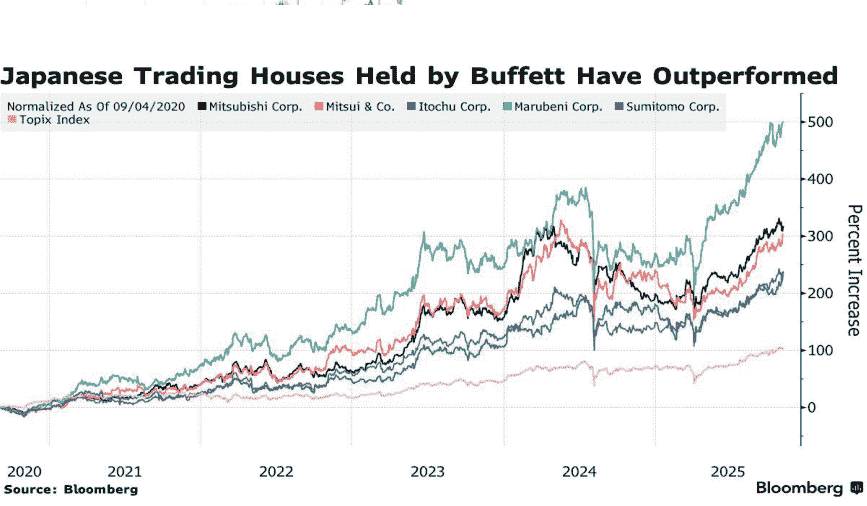 Japanese Trading Houses Held by Buffett Have Outperformed
Normalized As Of 09/04/2020 Mitsubishi Corp. Mitsui & Co. Itochu Corp. Marubeni Corp. Sumitomo Corp.
Topix Index
500
400
300
200
100
0
Percent Increase
2020 2021 2022 2023 2024 2025
Source: Bloomberg
Bloomberg